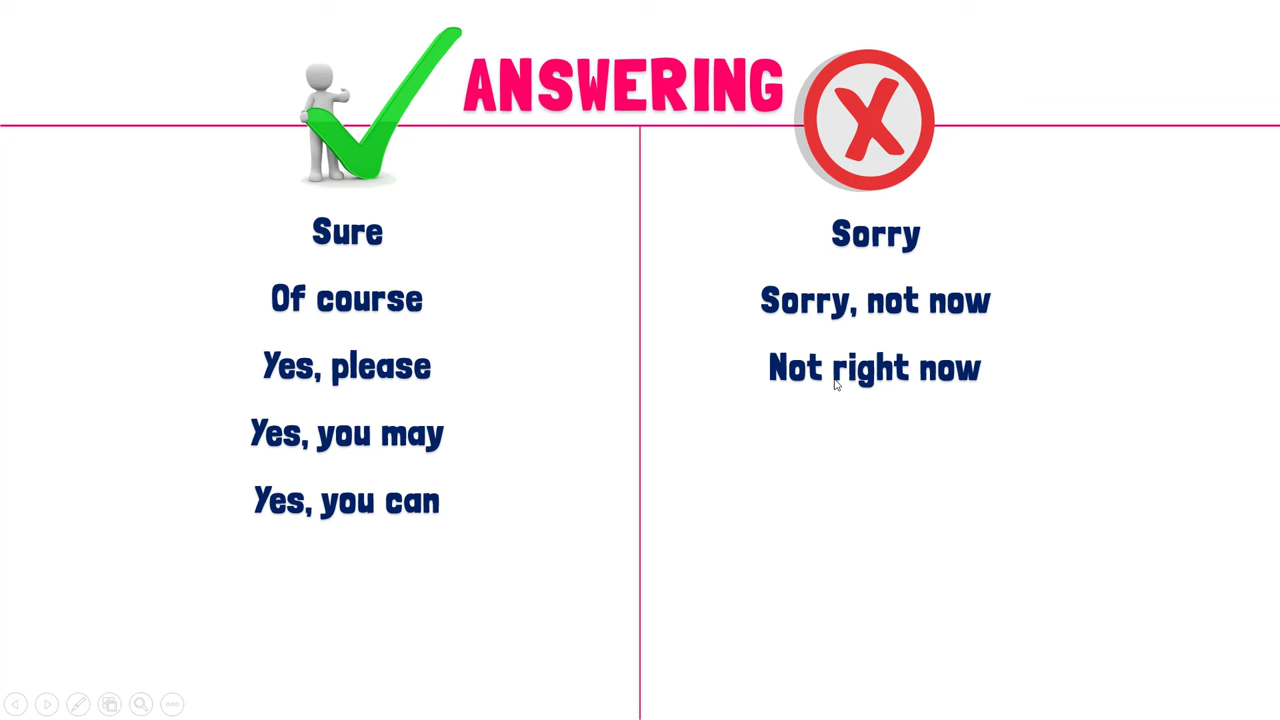 ANSWERING
Sure
Of course
Yes, please
Yes, you may
Yes, you can
Sorry
Sorry, not now
Not right now